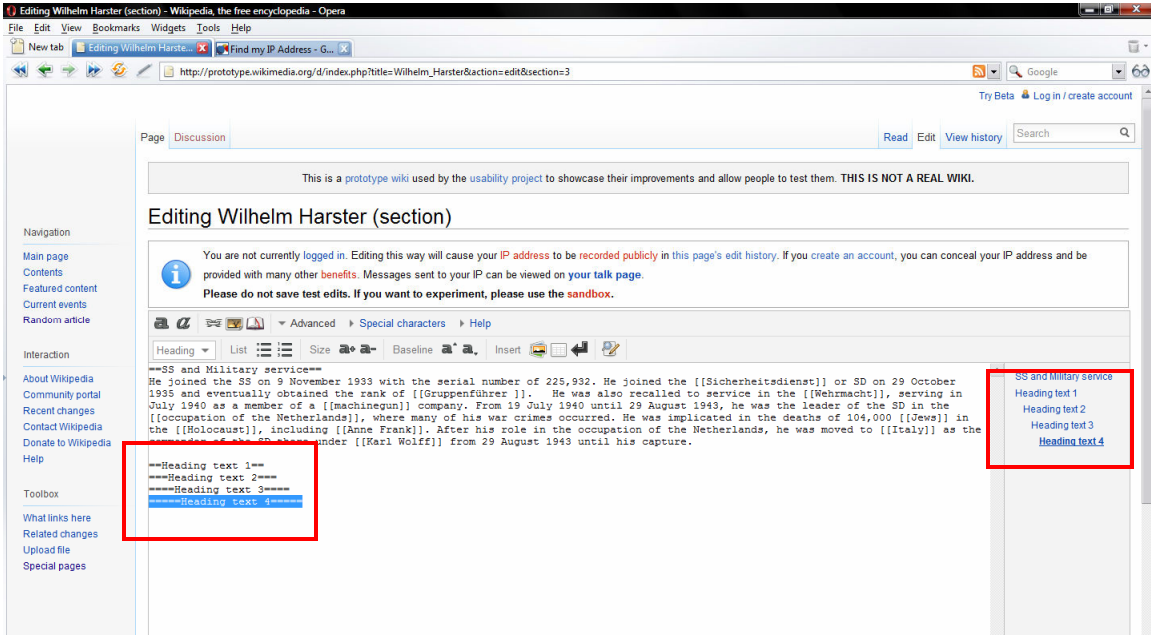 Editing Wilhelm Harster (section) - Wikipedia, the free encyclopedia - Opera
File Edit View Bookmarks Widgets Tools Help
New tab Editing Wilhelm Harste... Find my IP Address - G...
http://prototype.wikimedia.org/d/index.php?title=Wilhelm_Harster&action=edit&section=3 Google
Try Beta Log in / create account
Page Discussion Read Edit View history Search
This is a prototype wiki used by the usability project to showcase their improvements and allow people to test them. THIS IS NOT A REAL WIKI.
Editing Wilhelm Harster (section)
Navigation
Main page
Contents
Featured content
Current events
Random article
Interaction
About Wikipedia
Community portal
Recent changes
Contact Wikipedia
Donate to Wikipedia
Help
Toolbox
What links here
Related changes
Upload file
Special pages
You are not currently logged in. Editing this way will cause your IP address to be recorded publicly in this page's edit history. If you create an account, you can conceal your IP address and be
provided with many other benefits. Messages sent to your IP can be viewed on your talk page.
Please do not save test edits. If you want to experiment, please use the sandbox.
a a Advanced Special characters Help
Heading List Size a a Baseline a a Insert
==SS and Military service==
He joined the SS on 9 November 1933 with the serial number of 225,932. He joined the [[Sicherheitsdienst]] or SD on 29 October
1935 and eventually obtained the rank of [[Gruppenführer ]]. He was also recalled to service in the [[Wehrmacht]], serving in
July 1940 as a member of a [[machinegun]] company. From 19 July 1940 until 29 August 1943, he was the leader of the SD in the
[[occupation of the Netherlands]], where many of his war crimes occurred. He was implicated in the deaths of 104,000 [[Jews]] in
the [[Holocaust]], including [[Anne Frank]]. After his role in the occupation of the Netherlands, he was moved to [[Italy]] as the
commander of the SD there under [[Karl Wolff]] from 29 August 1943 until his capture.
==Heading text 1==
===Heading text 2===
====Heading text 3====
=====Heading text 4=====
SS and Military service
Heading text 1
Heading text 2
Heading text 3
Heading text 4